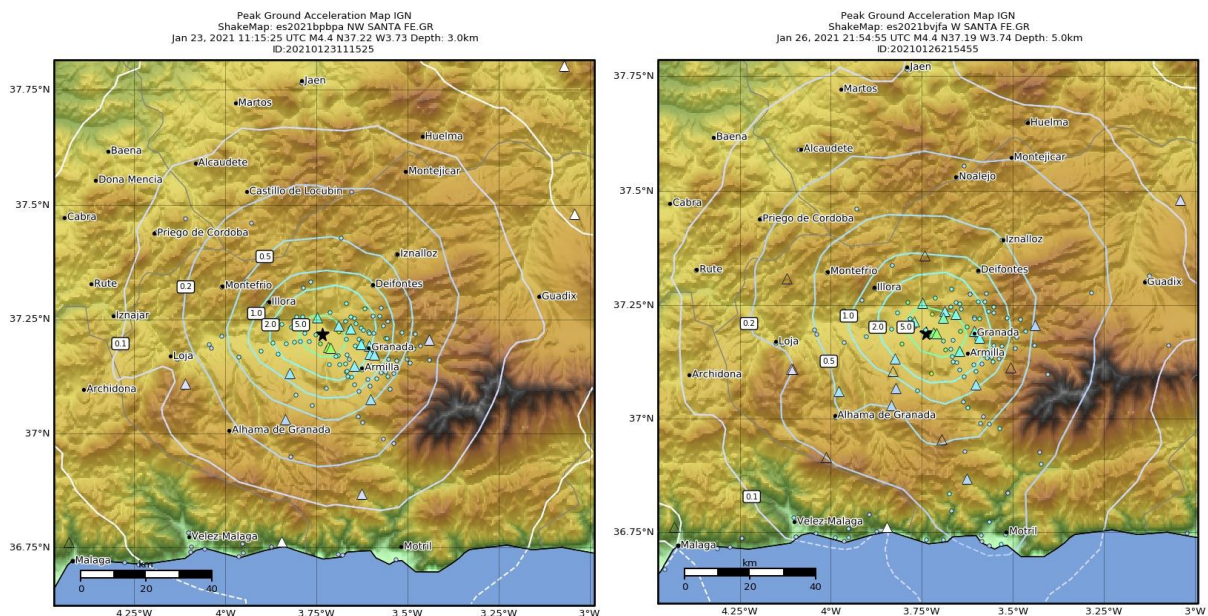 Peak Ground Acceleration Map IGN
ShakeMap: es2021bpbpa NW SANTA FE.GR
Jan 23, 2021 11:15:25 UTC M4.4 N37.22 W3.73 Depth: 3.0km
ID:20210123111525
37.75°N
Jaen
Martos
Huelma
Baena
Alcaudete
Montejicar
Dona Mencia
Castillo de Locubin
37.5°N
Cabra
Priego de Cordoba
0.5
Iznalloz
Rute
0.2
Montefrio
Deifontes
Illora
Guadix
37.25°N
Iznajar
1.0
2.0
5.0
0.1
Loja
Granada
Armilla
Archidona
37°N
Alhama de Granada
36.75°N
Velez-Malaga
Motril
Malaga
km
0
20
40
4.25°W
4°W
3.75°W
3.5°W
3.25°W
3°W
Peak Ground Acceleration Map IGN
ShakeMap: es2021bvjfa W SANTA FE.GR
Jan 26, 2021 21:54:55 UTC M4.4 N37.19 W3.74 Depth: 5.0km
ID:20210126215455
37.75°N
Jaen
Martos
Huelma
Baena
Alcaudete
Montejicar
Noalejo
37.5°N
Cabra
Priego de Cordoba
Iznalloz
Rute
Montefrio
Deifontes
Illora
Guadix
37.25°N
0.2
1.0
2.0
5.0
Loja
Granada
Armilla
0.5
Archidona
37°N
Alhama de Granada
0.1
Velez-Malaga
36.75°N
Motril
Malaga
km
0
20
40
4.25°W
4°W
3.75°W
3.5°W
3.25°W
3°W